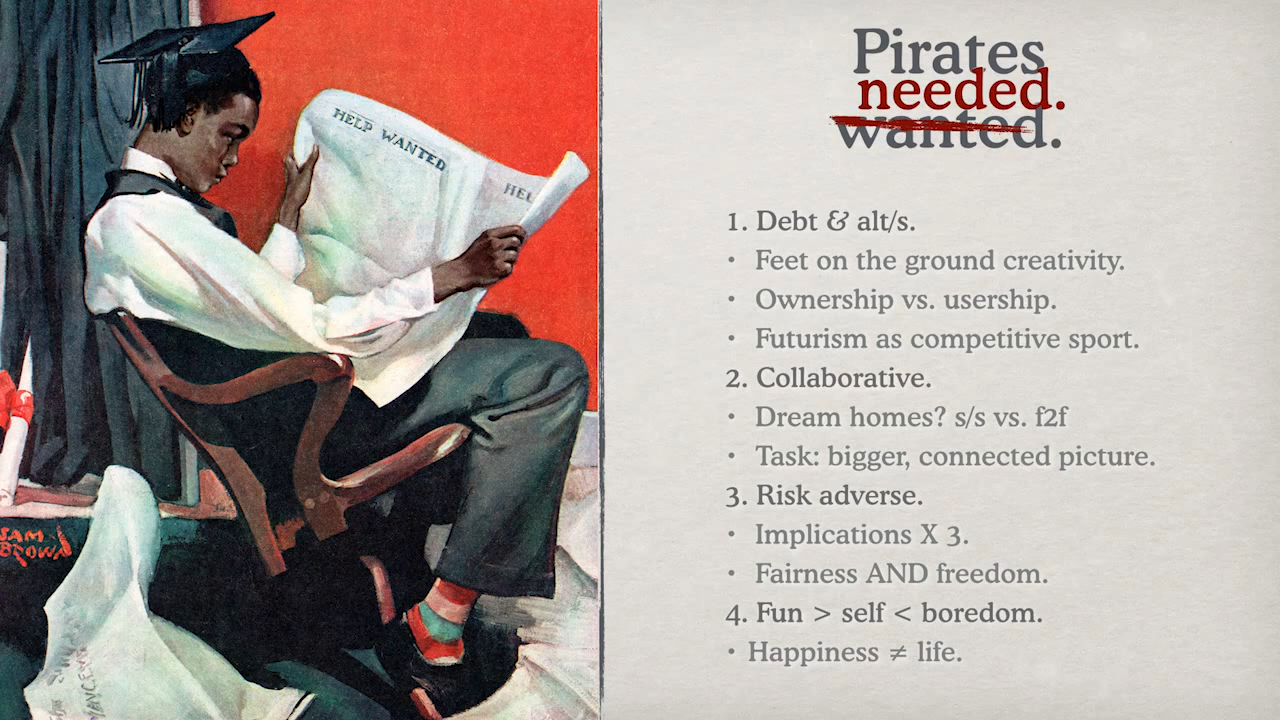 HELP WANTED
HEL
SAM
BROWN
Pirates
needed.
wanted.
1. Debt & alt/s.
• Feet on the ground creativity.
• Ownership vs. usership.
• Futurism as competitive sport.
2. Collaborative.
• Dream homes? s/s vs. f2f
• Task: bigger, connected picture.
3. Risk adverse.
• Implications X 3.
• Fairness AND freedom.
4. Fun > self < boredom.
• Happiness ≠ life.